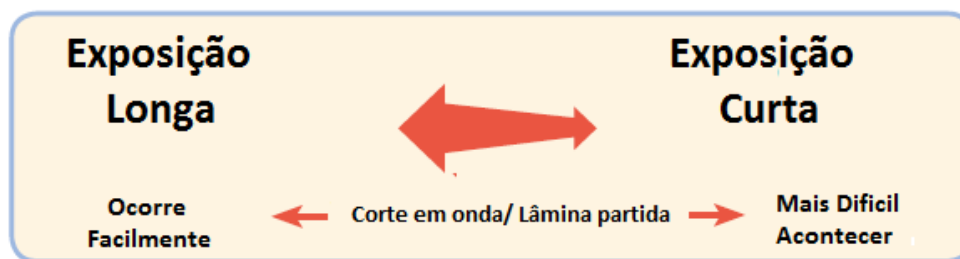 Exposição
Longa
Exposição
Curta
Ocorre
Facilmente
Corte em onda/ Lâmina partida
Mais Dificil
Acontecer